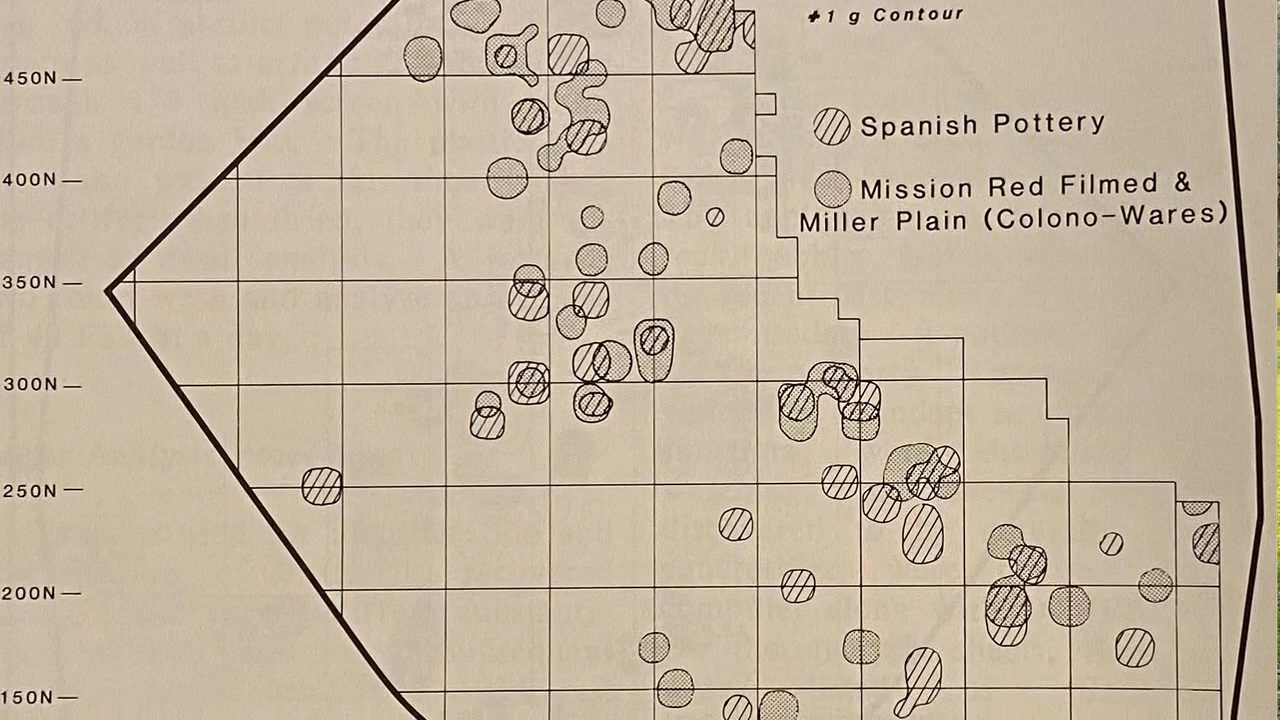 *1 g Contour
450N
Spanish Pottery
400N
Mission Red Filmed &
Miller Plain (Colono-Wares)
350N
300N
250N
200N
150N